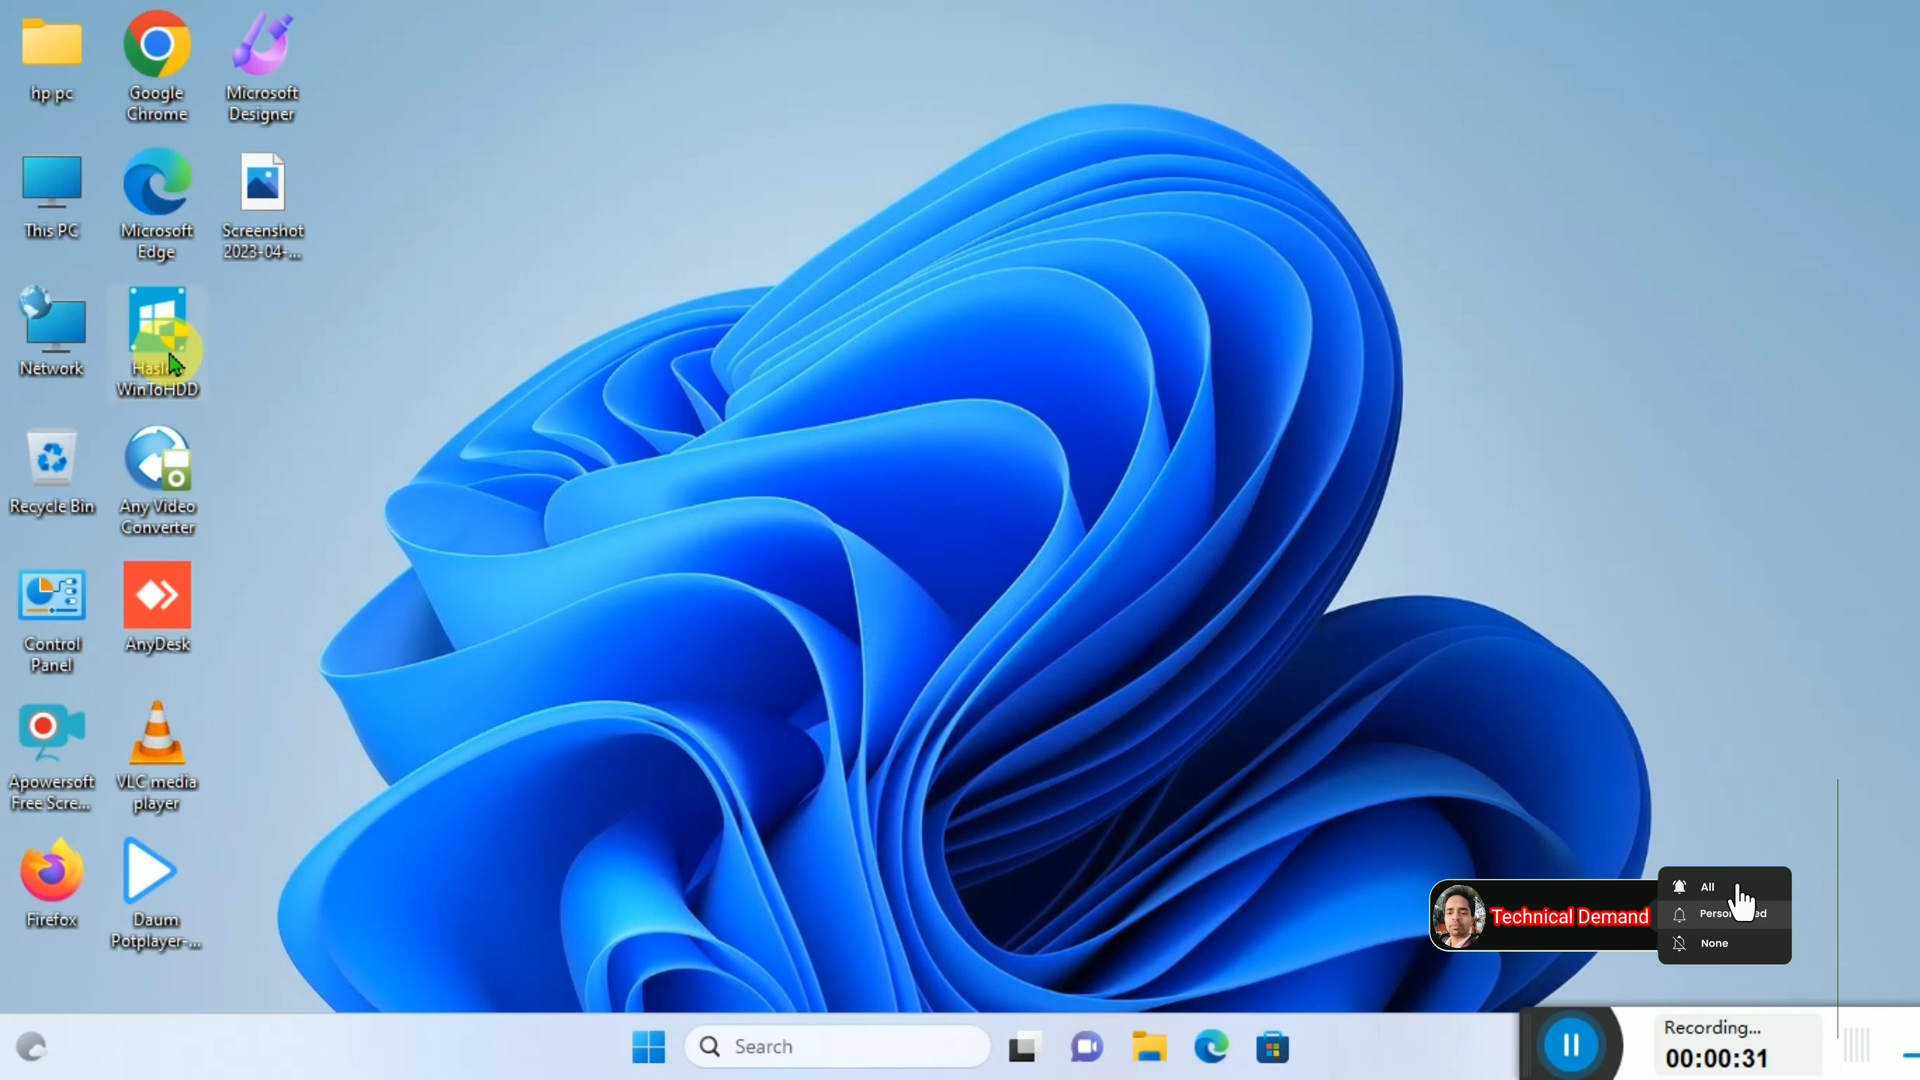 hp pc
Google
Chrome
Microsoft
Designer
This PC
Microsoft
Edge
Screenshot
2023-04-...
Network
WinToHDD
Recycle Bin
Any Video
Converter
Control
Panel
AnyDesk
Apowersoft
Free Scre...
VLC media
player
Firefox
Daum
Potplayer-...
Technical Demand
All
None
Search
Recording...
00:00:31